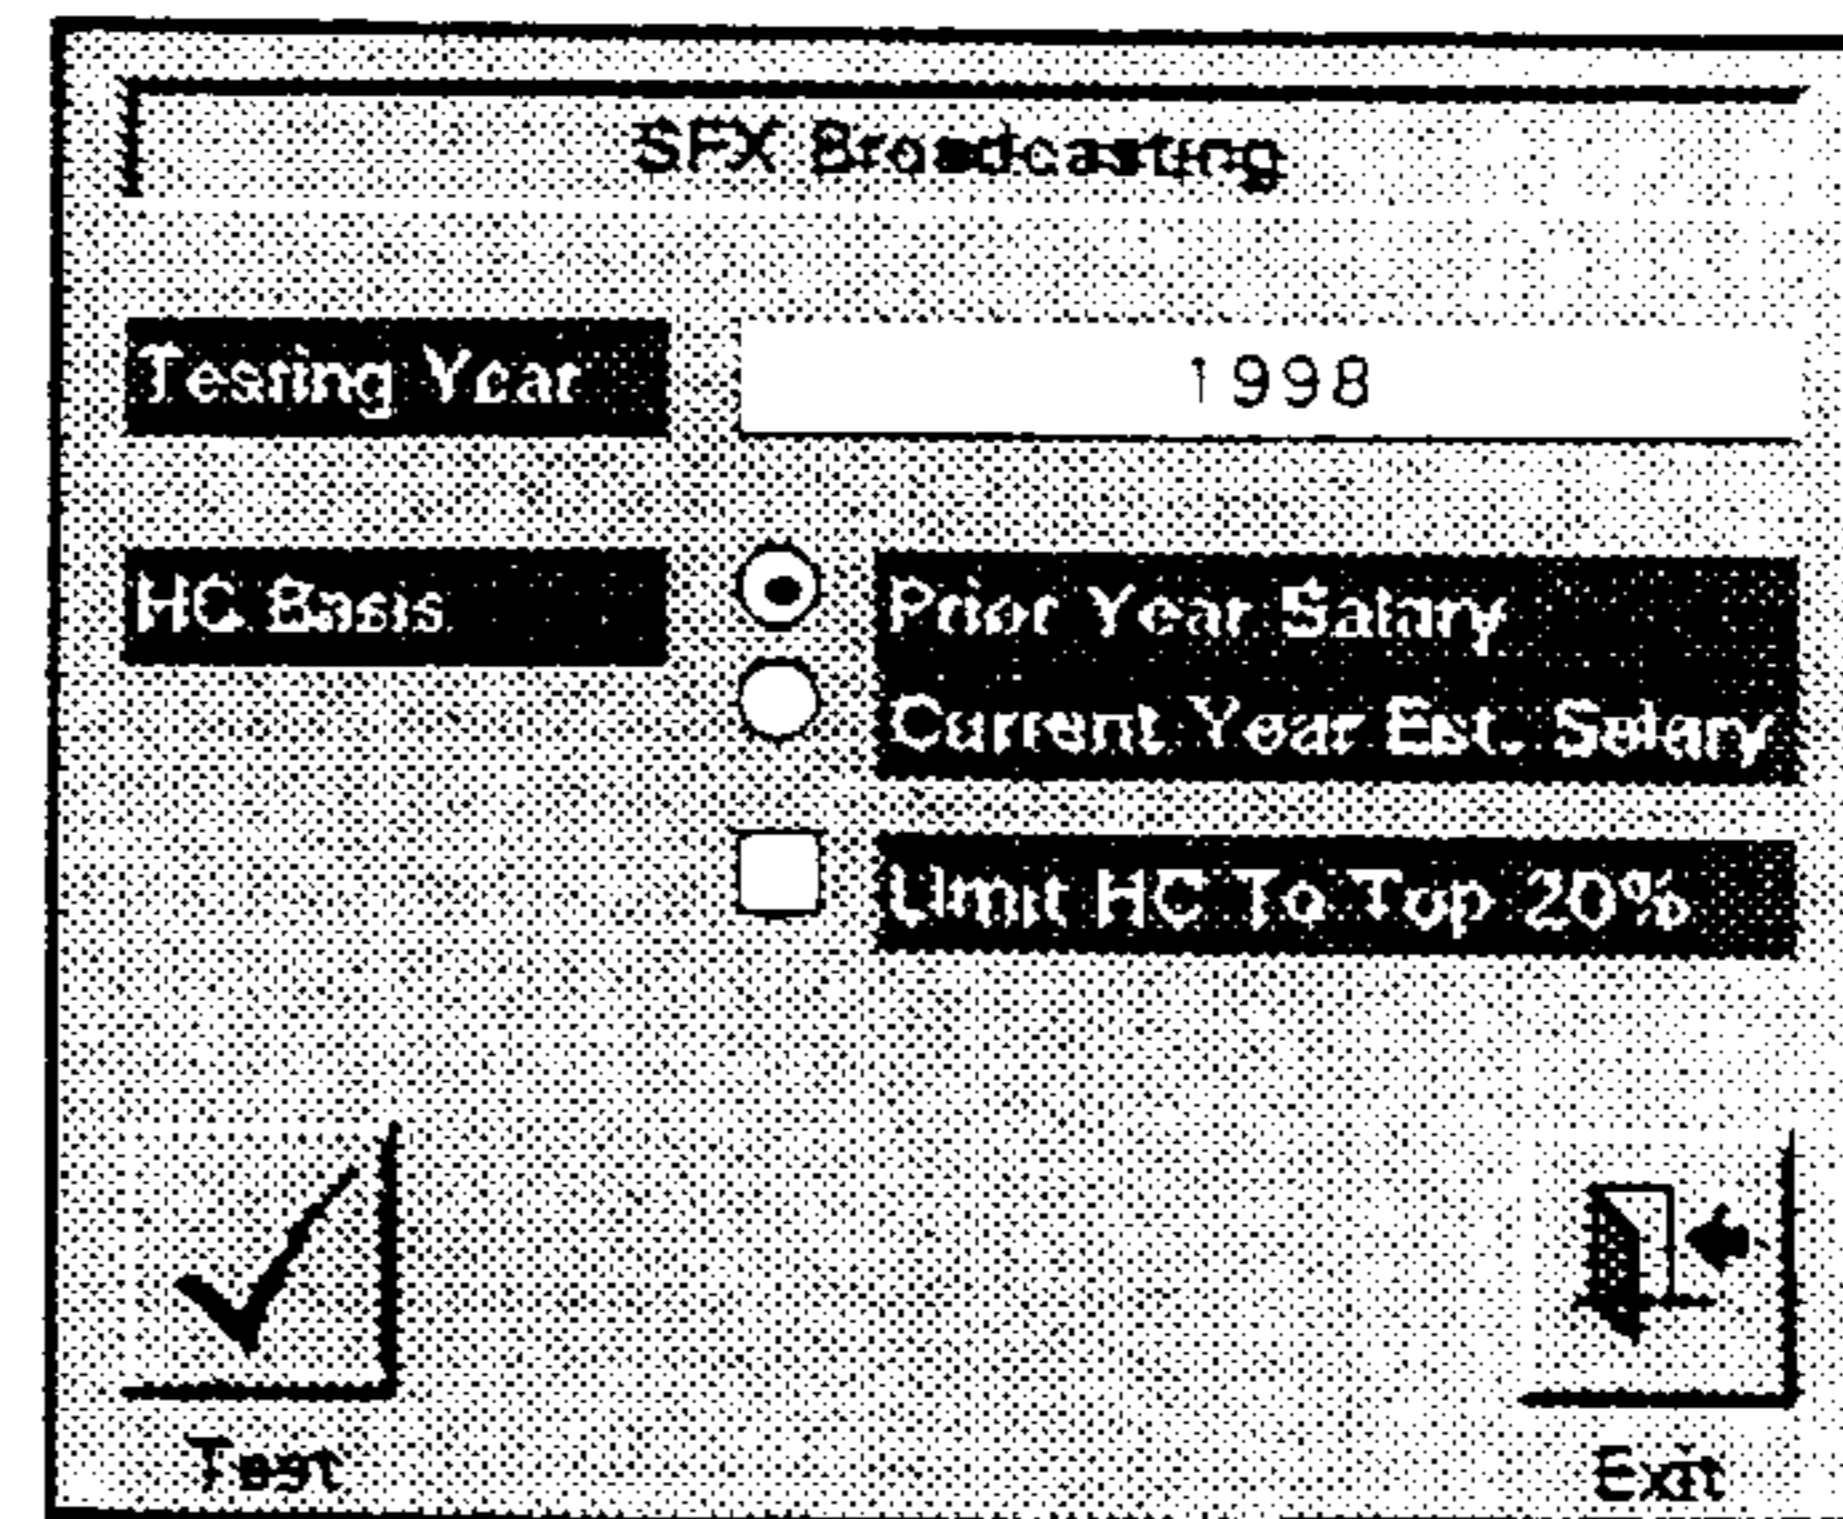 SFX Broadcasting
Testing Year 1998
HC Basis Prior Year Salary
Current Year Est. Salary
Limit HC To Top 20%
Test Exit